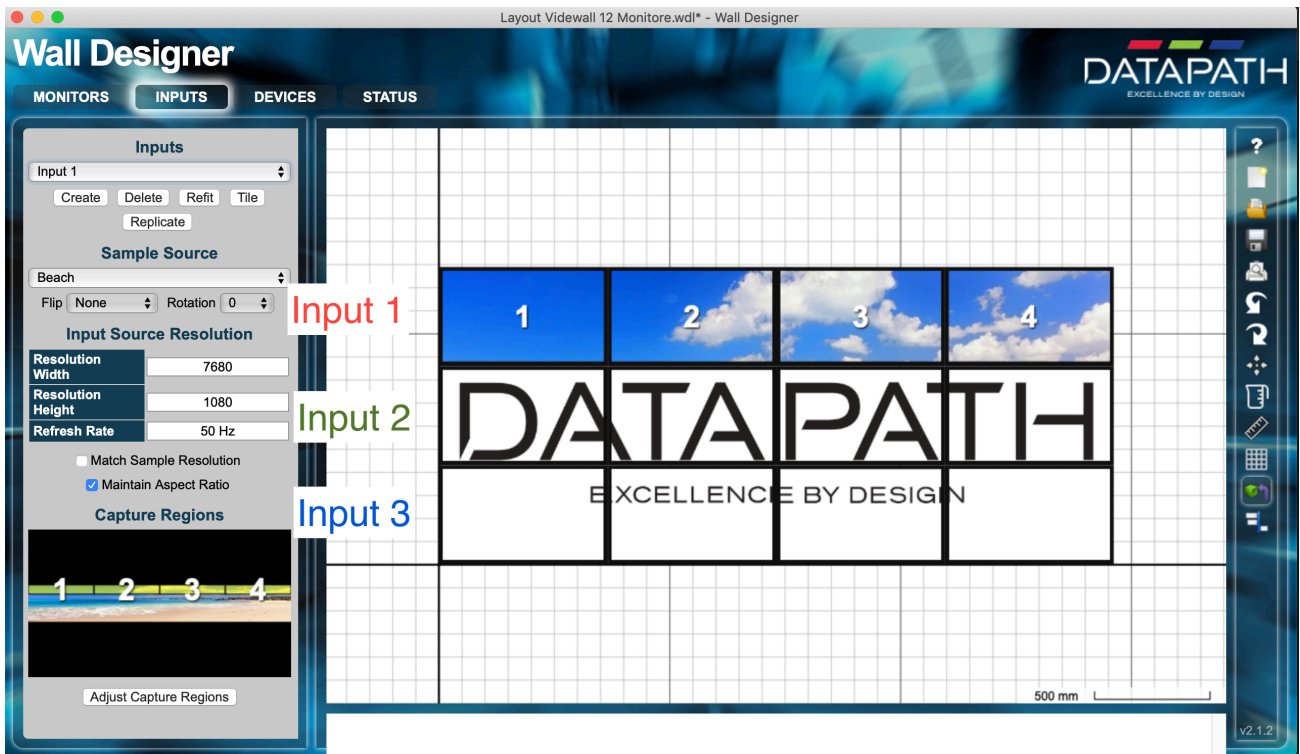 Layout Videwall 12 Monitore.wdl* - Wall Designer
Wall Designer
DATAPATH
EXCELLENCE BY DESIGN
MONITORS INPUTS DEVICES STATUS
Inputs
Input 1
Create Delete Refit Tile
Replicate
Sample Source
Beach
Flip None Rotation 0
Input Source Resolution
Resolution Width 7680
Resolution Height 1080
Refresh Rate 50 Hz
Match Sample Resolution
Maintain Aspect Ratio
Capture Regions
1 2 3 4
Adjust Capture Regions
Input 1
Input 2
Input 3
1 2 3 4
DATAPATH
EXCELLENCE BY DESIGN
500 mm
?
v2.1.2